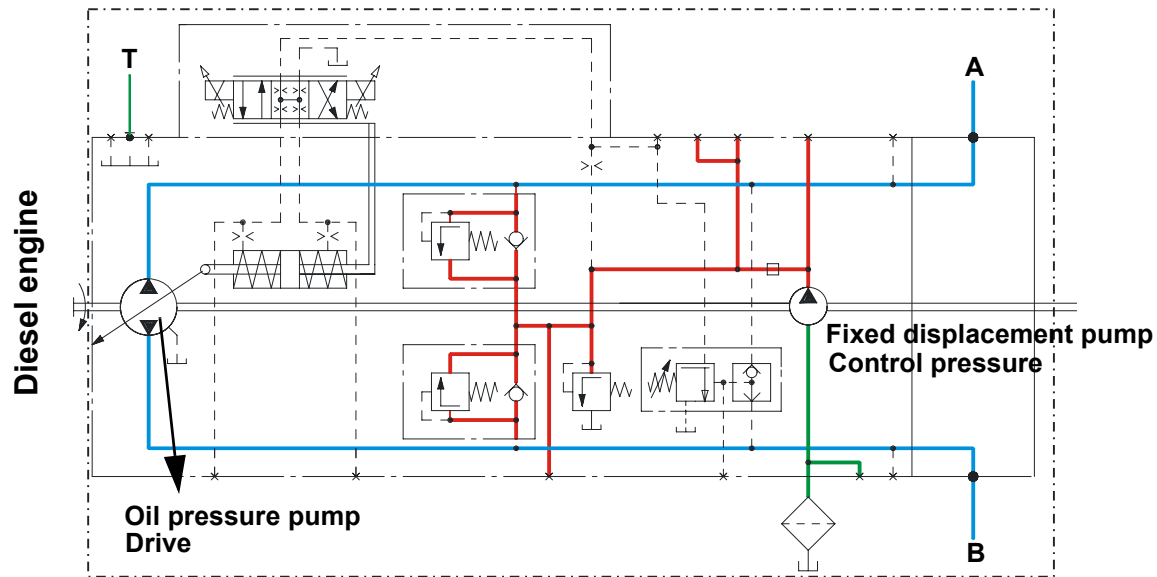 T
A
Diesel engine
Fixed displacement pump
Control pressure
Oil pressure pump
Drive
B